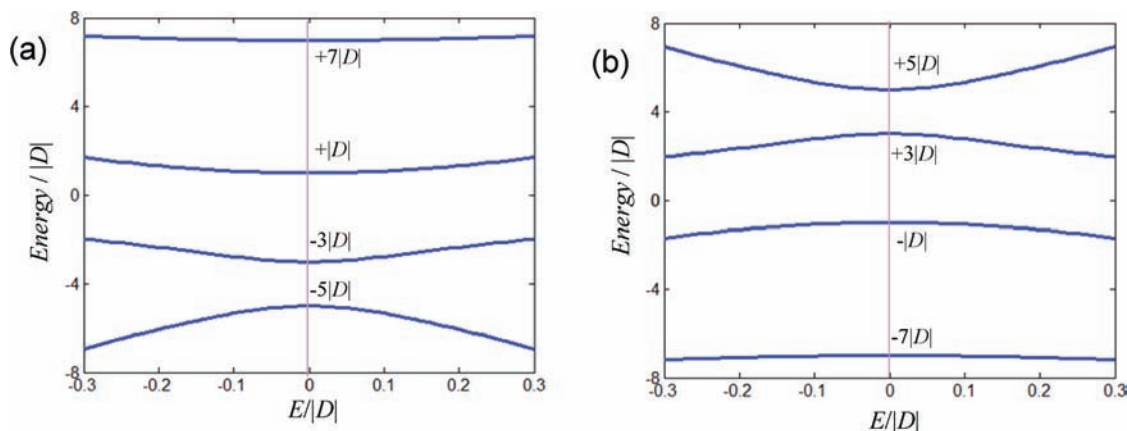 (a)
Energy / |D|
8
4
0
-4
-8
+7|D|
+|D|
-3|D|
-5|D|
-0.3 -0.2 -0.1 0 0.1 0.2 0.3
E/|D|
(b)
Energy / |D|
8
4
0
-4
-8
+5|D|
+3|D|
-|D|
-7|D|
-0.3 -0.2 -0.1 0 0.1 0.2 0.3
E/|D|